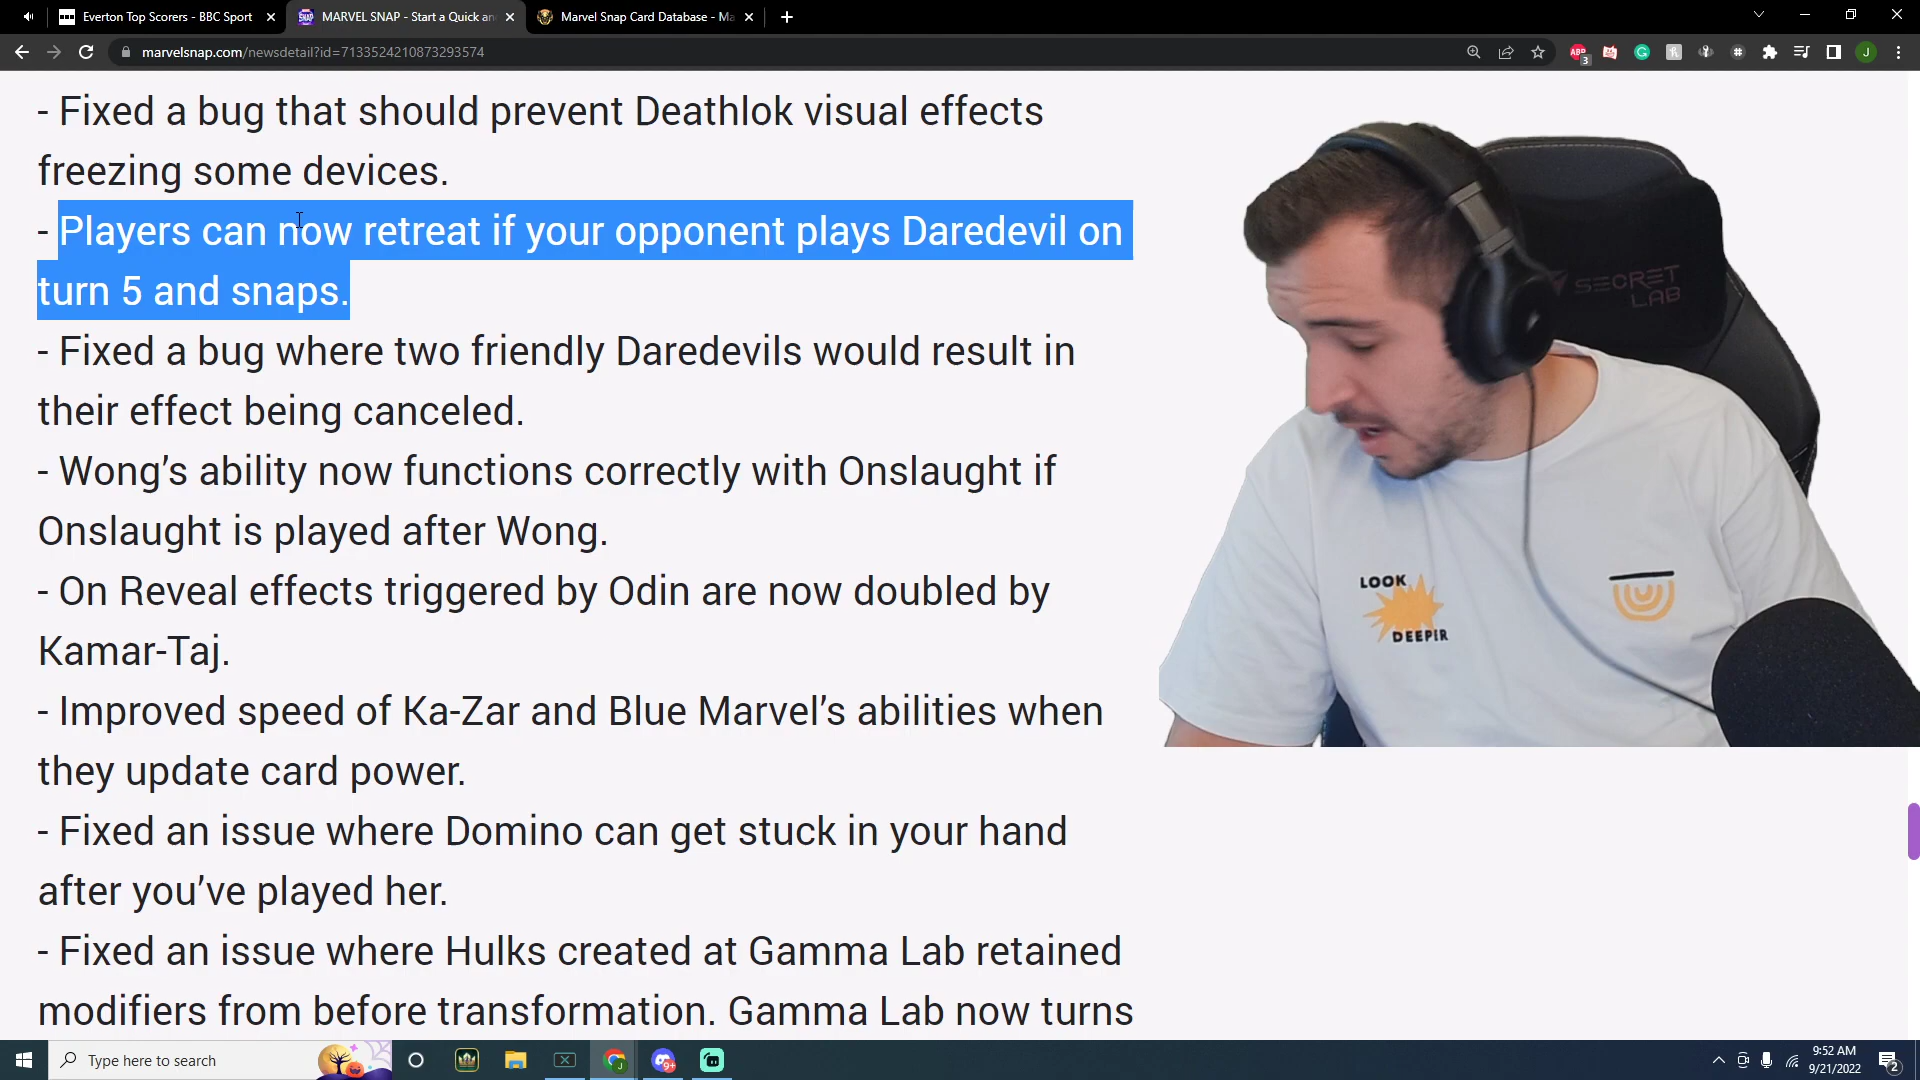 Everton Top Scorers - BBC Sport
MARVEL SNAP - Start a Quick an
Marvel Snap Card Database - Ma
marvelsnap.com/newsdetail?id=7133524210873293574
ABP
3
J
- Fixed a bug that should prevent Deathlok visual effects
freezing some devices.
- Players can now retreat if your opponent plays Daredevil on
turn 5 and snaps.
- Fixed a bug where two friendly Daredevils would result in
their effect being canceled.
- Wong’s ability now functions correctly with Onslaught if
Onslaught is played after Wong.
- On Reveal effects triggered by Odin are now doubled by
Kamar-Taj.
- Improved speed of Ka-Zar and Blue Marvel’s abilities when
they update card power.
- Fixed an issue where Domino can get stuck in your hand
after you’ve played her.
- Fixed an issue where Hulks created at Gamma Lab retained
modifiers from before transformation. Gamma Lab now turns
SECRET
LAB
LOOK
DEEPIR
Type here to search
9+
9:52 AM
9/21/2022
2